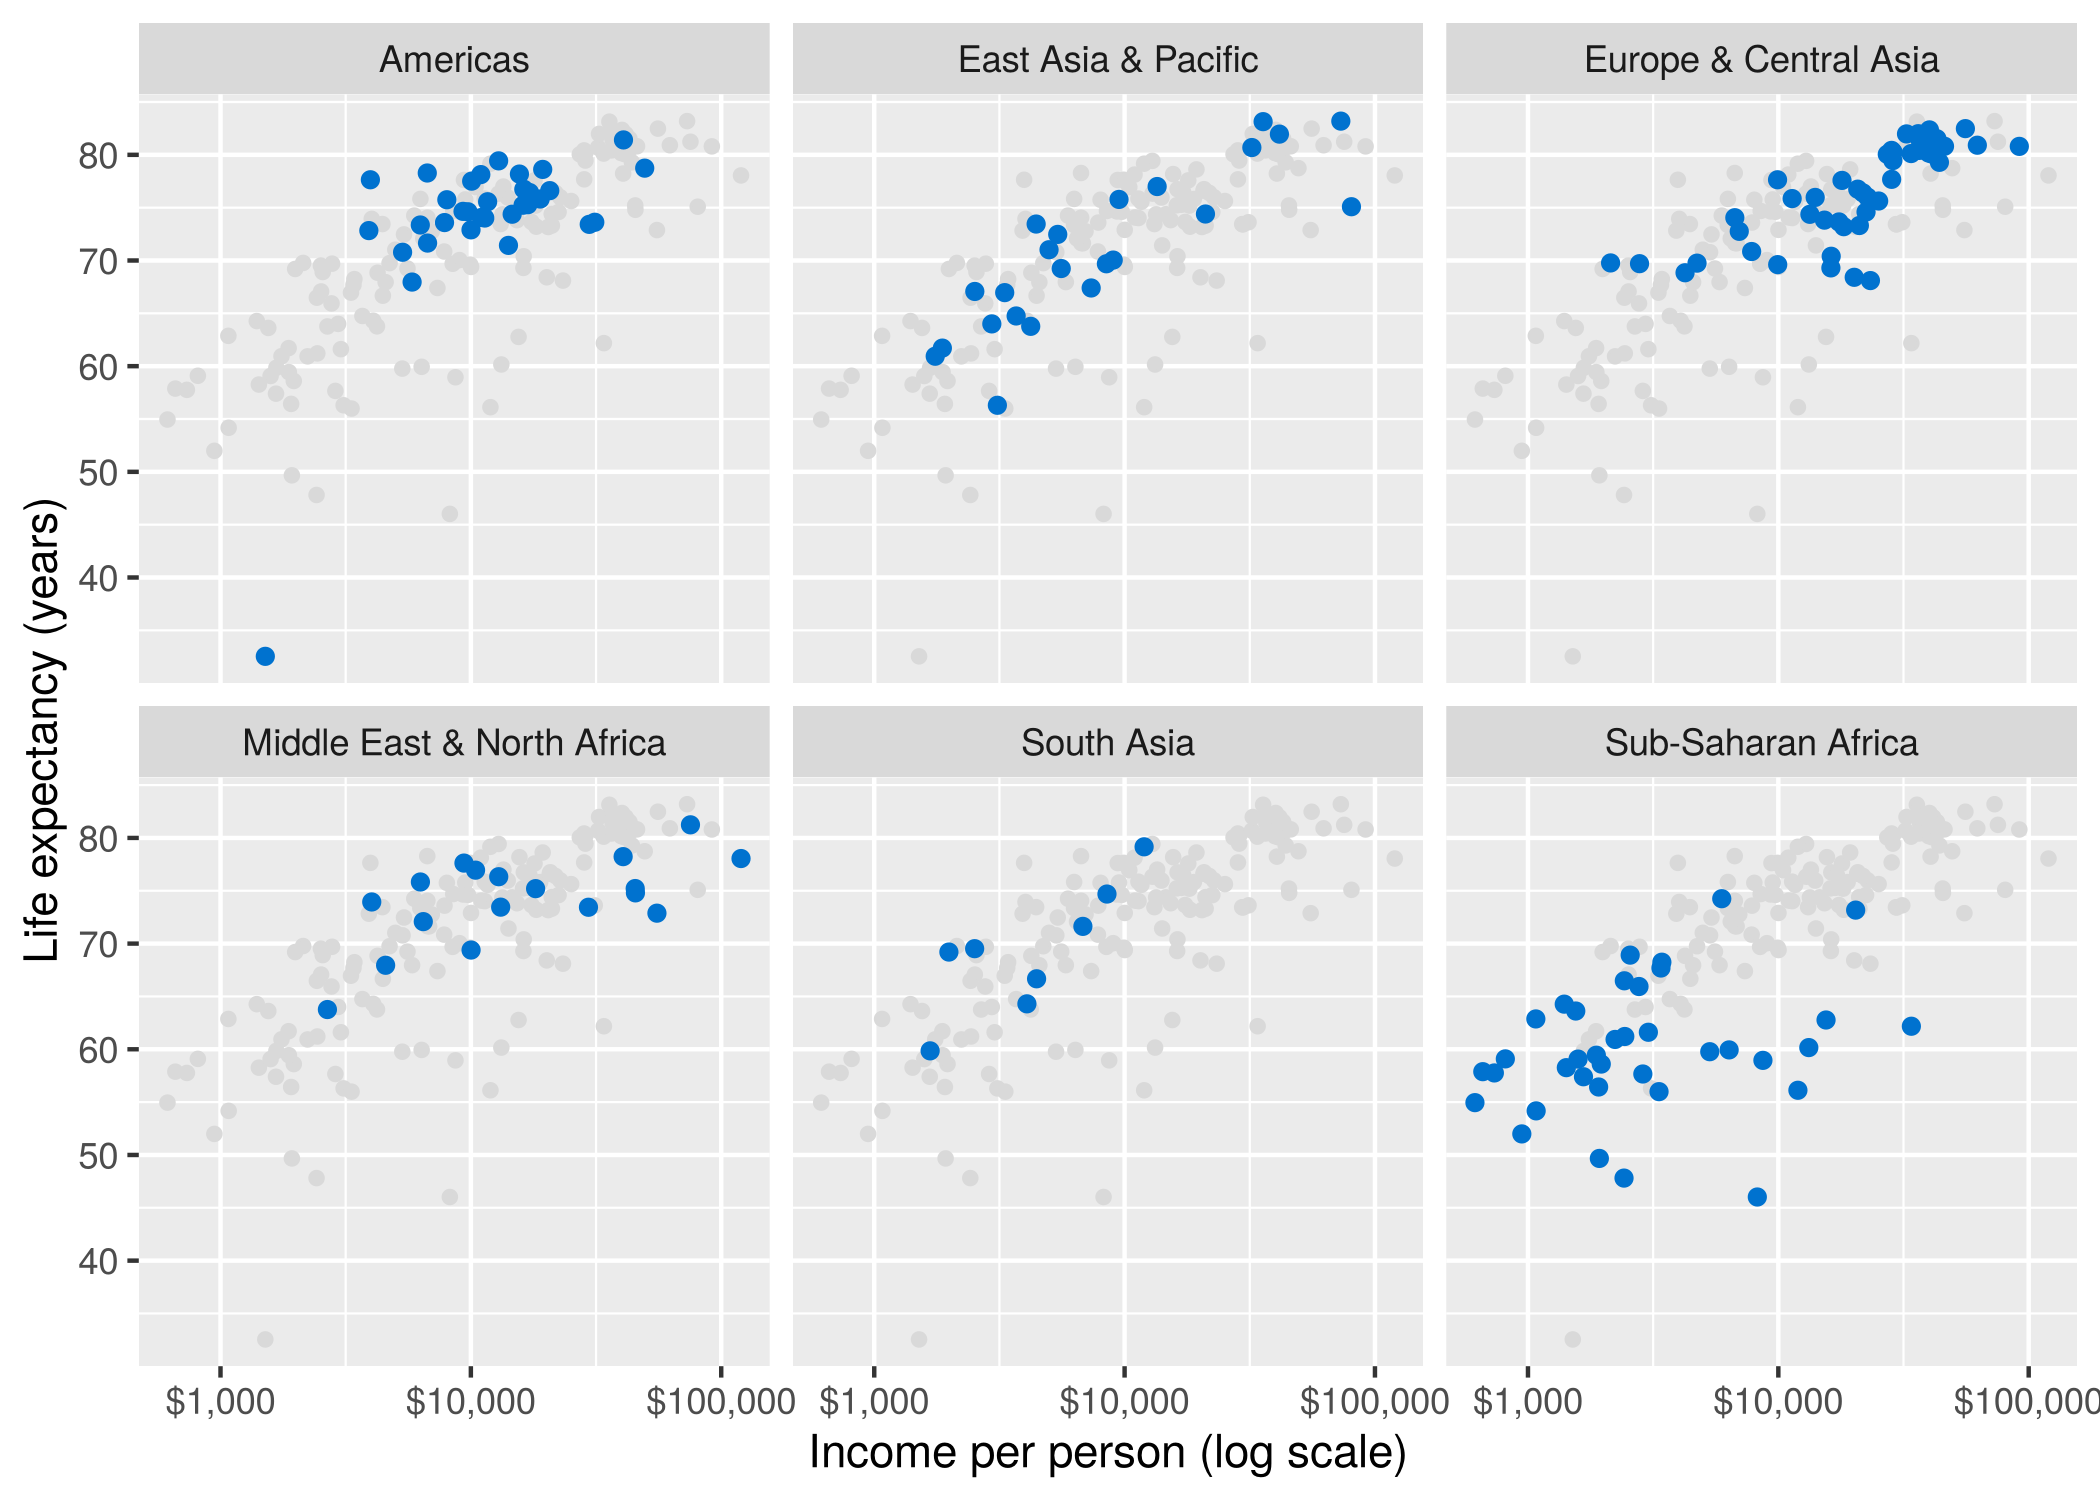 Americas
East Asia & Pacific
Europe & Central Asia
80
70
60
50
40
Middle East & North Africa
South Asia
Sub-Saharan Africa
80
70
60
50
40
$1,000 $10,000 $100,000 $1,000 $10,000 $100,000 $1,000 $10,000 $100,000
Income per person (log scale)
Life expectancy (years)